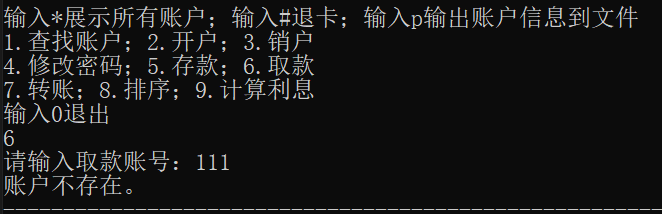 输入*展示所有账户；输入#退卡；输入p输出账户信息到文件
1.查找账户；2.开户；3.销户
4.修改密码；5.存款；6.取款
7.转账；8.排序；9.计算利息
输入0退出
6
请输入取款账号：111
账户不存在。
-------------------------------------------------------